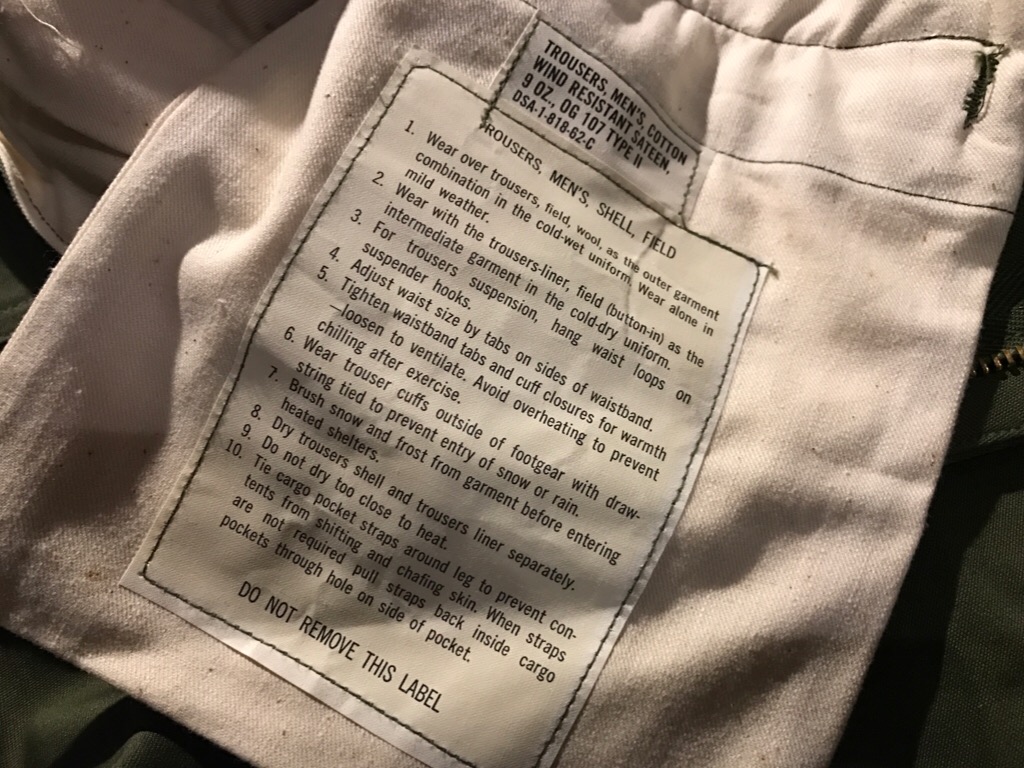 TROUSERS, MEN'S, COTTON
WIND RESISTANT SATEEN,
9 OZ., OG 107 TYPE II
DSA-1-818-62-C
ROUSERS, MEN'S, SHELL, FIELD
1. Wear over trousers, field, wool, as the outer garment
combination in the cold-wet uniform. Wear alone in
mild weather.
2. Wear with the trousers-liner, field (button-in) as the
intermediate garment in the cold-dry uniform.
3. For trousers suspension, hang waist loops on
suspender hooks.
4. Adjust waist size by tabs on sides of waistband.
5. Tighten waistband tabs and cuff closures for warmth
—loosen to ventilate. Avoid overheating to prevent
chilling after exercise.
6. Wear trouser cuffs outside of footgear with draw-
string tied to prevent entry of snow or rain.
7. Brush snow and frost from garment before entering
heated shelters.
8. Dry trousers shell and trousers liner separately.
9. Do not dry too close to heat.
10. Tie cargo pocket straps around leg to prevent con-
tents from shifting and chafing skin. When straps
are not required pull straps back inside cargo
pockets through hole on side of pocket.
DO NOT REMOVE THIS LABEL